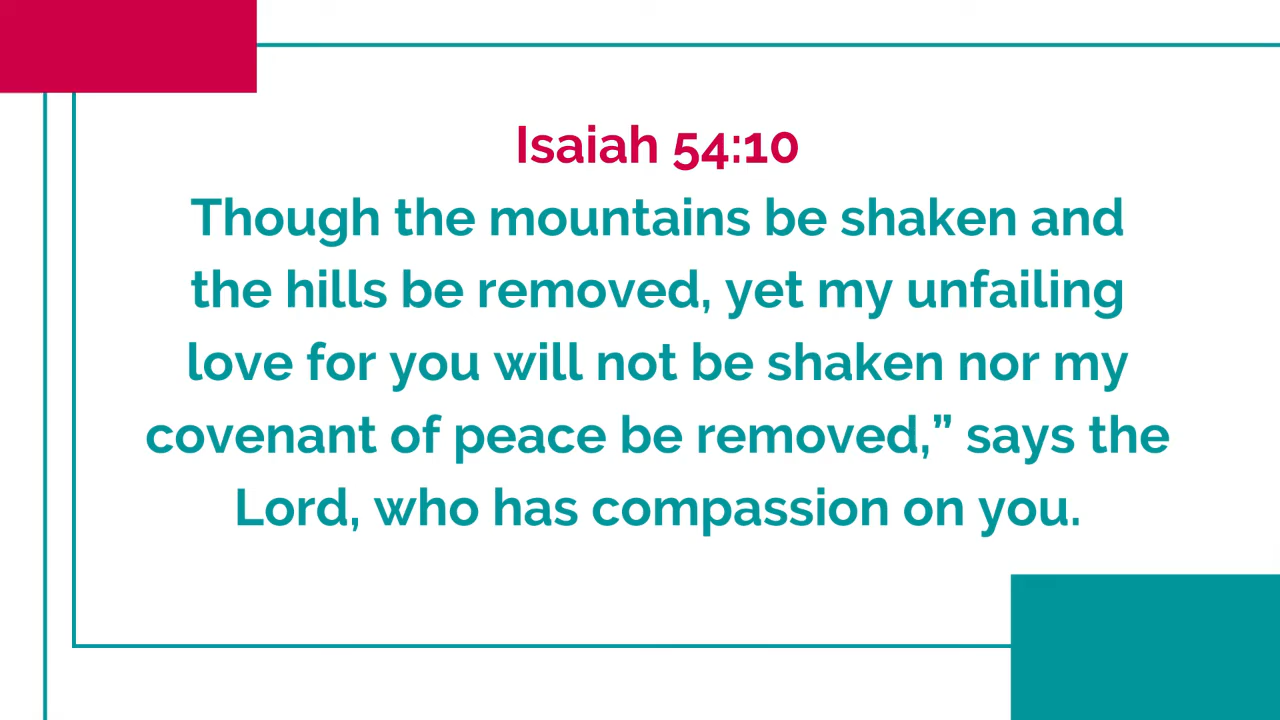 Isaiah 54:10
Though the mountains be shaken and
the hills be removed, yet my unfailing
love for you will not be shaken nor my
covenant of peace be removed,” says the
Lord, who has compassion on you.